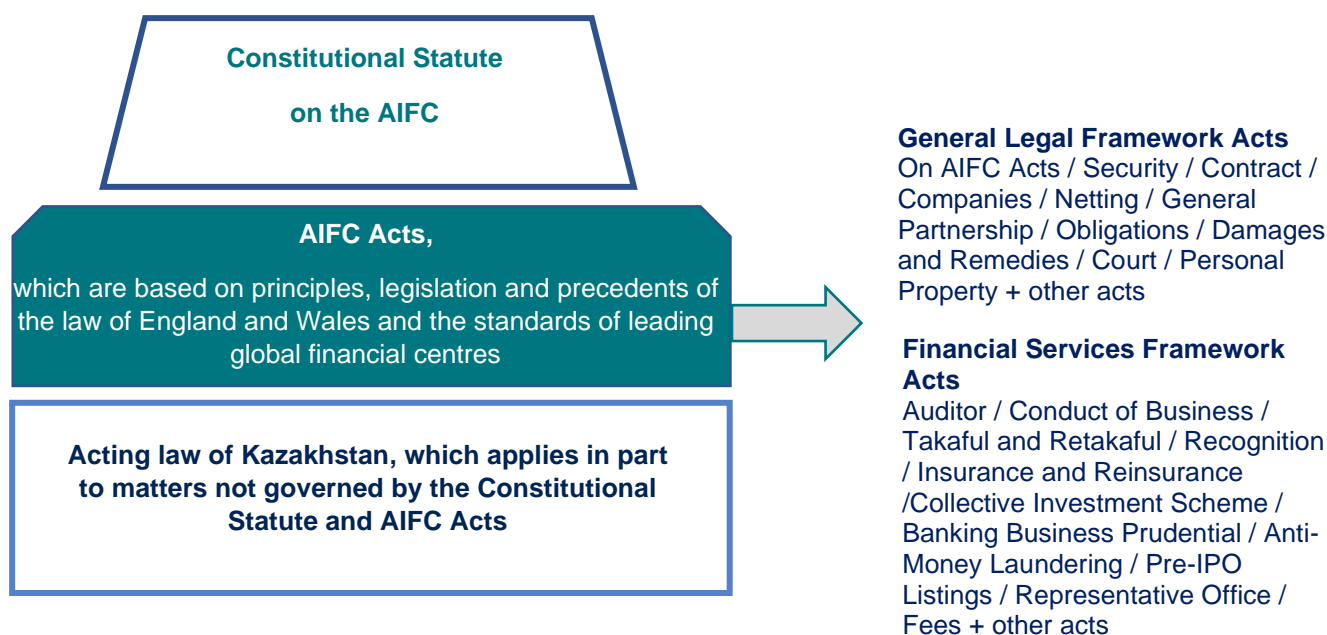 Constitutional Statute
on the AIFC
AIFC Acts,
which are based on principles, legislation and precedents of
the law of England and Wales and the standards of leading
global financial centres
Acting law of Kazakhstan, which applies in part
to matters not governed by the Constitutional
Statute and AIFC Acts
General Legal Framework Acts
On AIFC Acts / Security / Contract /
Companies / Netting / General
Partnership / Obligations / Damages
and Remedies / Court / Personal
Property + other acts
Financial Services Framework
Acts
Auditor / Conduct of Business /
Takaful and Retakaful / Recognition
/ Insurance and Reinsurance
/Collective Investment Scheme /
Banking Business Prudential / Anti-
Money Laundering / Pre-IPO
Listings / Representative Office /
Fees + other acts